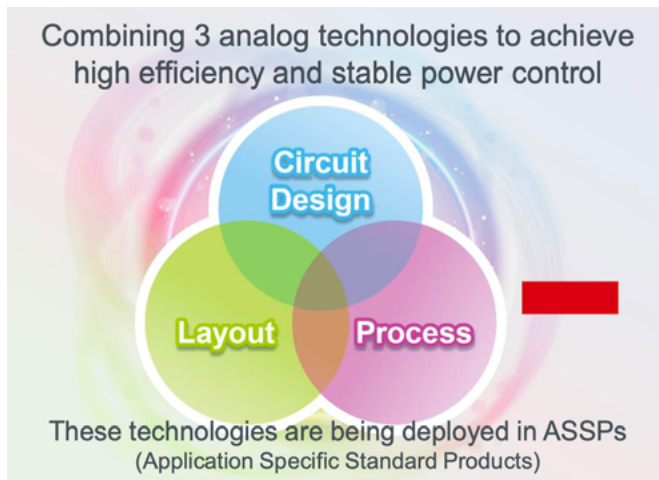 Combining 3 analog technologies to achieve
high efficiency and stable power control
Circuit
Design
Layout
Process
These technologies are being deployed in ASSPs
(Application Specific Standard Products)